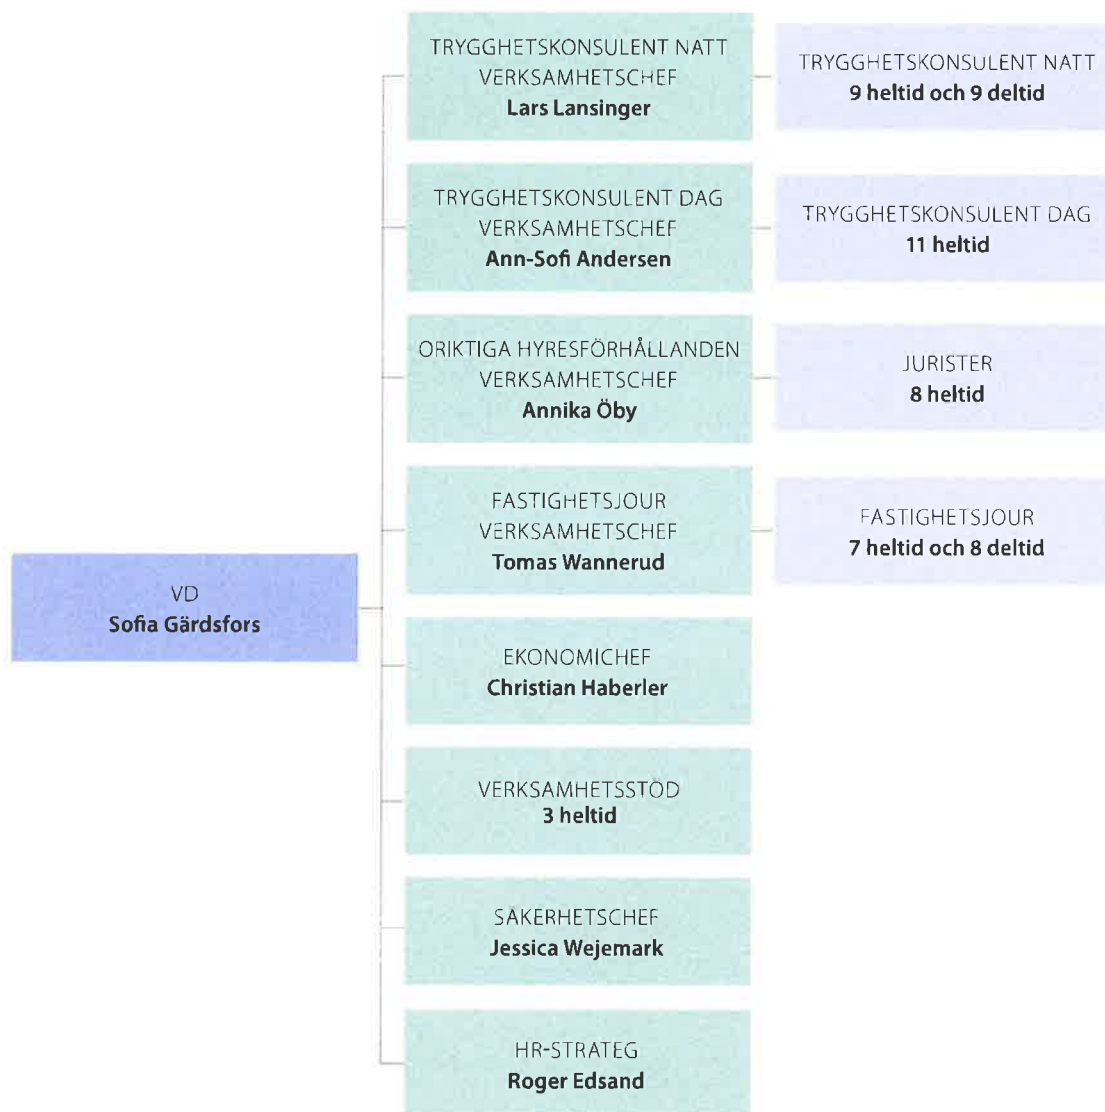 TRYGGHETSKONSULENT NATT
VERKSAMHETSCHEF
Lars Lansinger
TRYGGHETSKONSULENT NATT
9 heltid och 9 deltid
TRYGGHETSKONSULENT DAG
VERKSAMHETSCHEF
Ann-Sofi Andersen
TRYGGHETSKONSULENT DAG
11 heltid
ORIKTIGA HYRESFÖRHÅLLANDEN
VERKSAMHETSCHEF
Annika Öby
JURISTER
8 heltid
FASTIGHETSJOUR
VERKSAMHETSCHEF
Tomas Wannerud
FASTIGHETSJOUR
7 heltid och 8 deltid
VD
Sofia Gärdsfors
EKONOMICHEF
Christian Haberler
VERKSAMHETSSTÖD
3 heltid
SÄKERHETSCHEF
Jessica Wejemark
HR-STRATEG
Roger Edsand